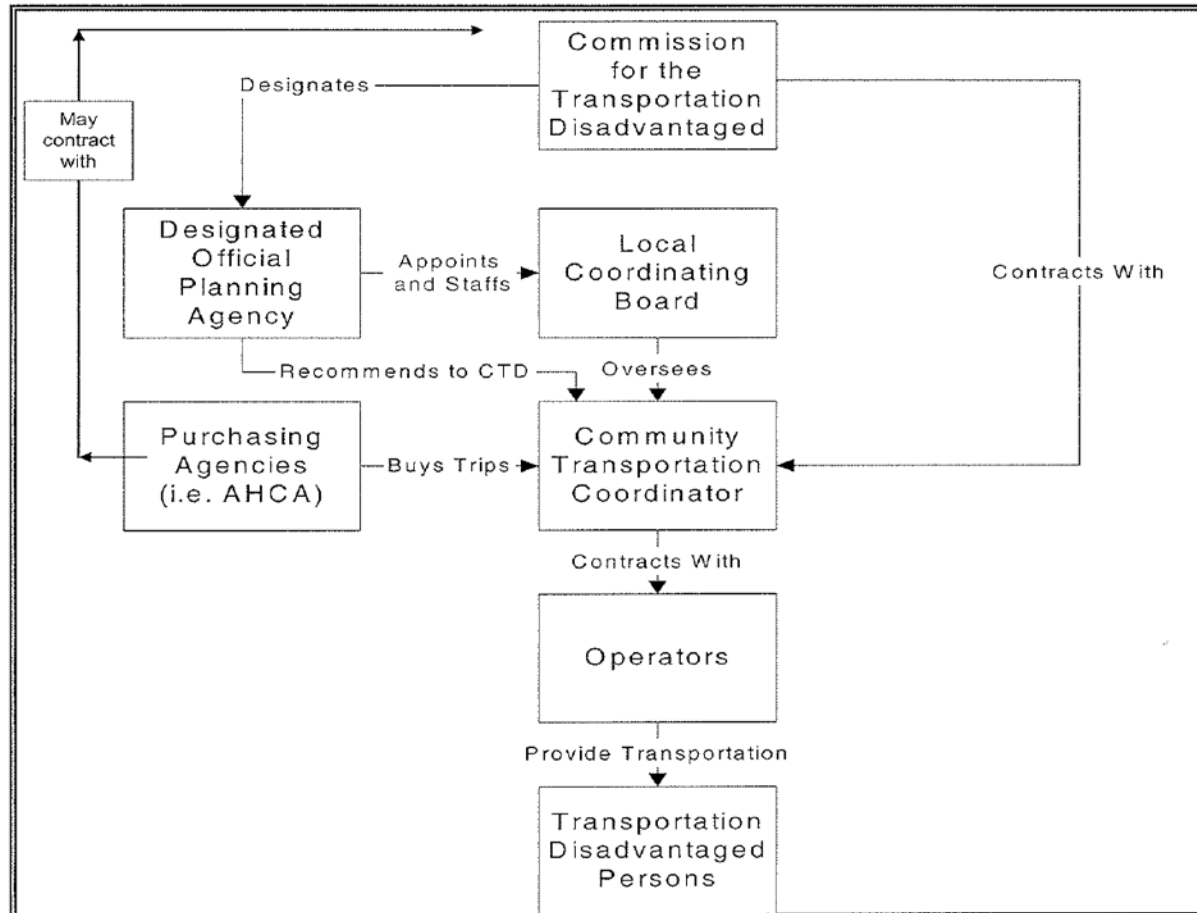 Commission
for the
Transportation
Disadvantaged
Designates
May
contract
with
Designated
Official
Planning
Agency
Appoints
and Staffs
Local
Coordinating
Board
Contracts With
Recommends to CTD
Oversees
Purchasing
Agencies
(i.e. AHCA)
Buys Trips
Community
Transportation
Coordinator
Contracts With
Operators
Provide Transportation
Transportation
Disadvantaged
Persons